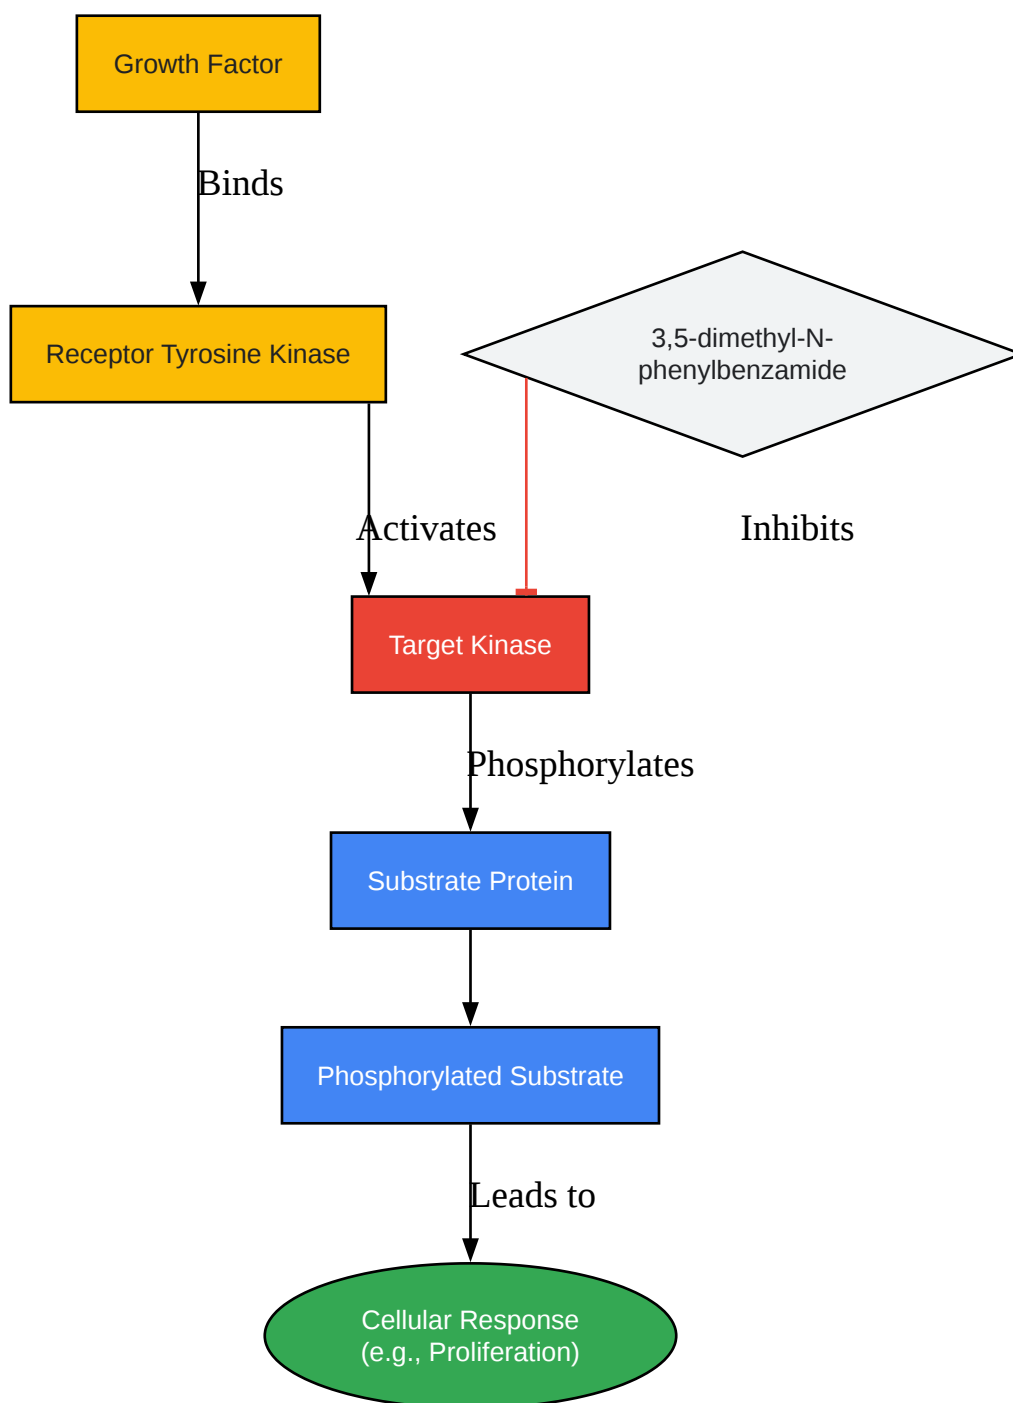 Growth Factor
Binds
Receptor Tyrosine Kinase
3,5-dimethyl-N-
phenylbenzamide
Activates
Inhibits
Target Kinase
Phosphorylates
Substrate Protein
Phosphorylated Substrate
Leads to
Cellular Response
(e.g., Proliferation)